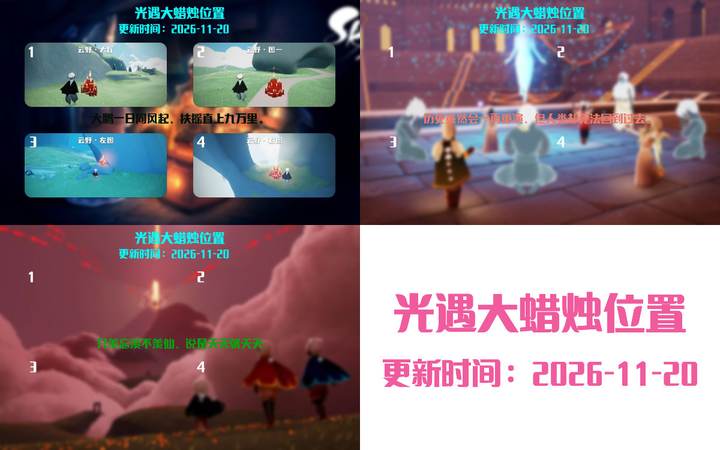 光遇大蜡烛位置
更新时间：2026-11-20
1
云野·大厅
2
云野·图一
大鹏一日同风起，扶摇直上九万里。
3
云野·左图
4
光遇大蜡烛位置
更新时间：2026-11-20
1
2
3
4
光遇大蜡烛位置
更新时间：2026-11-20
1
2
3
4
光遇大蜡烛位置
更新时间：2026-11-20